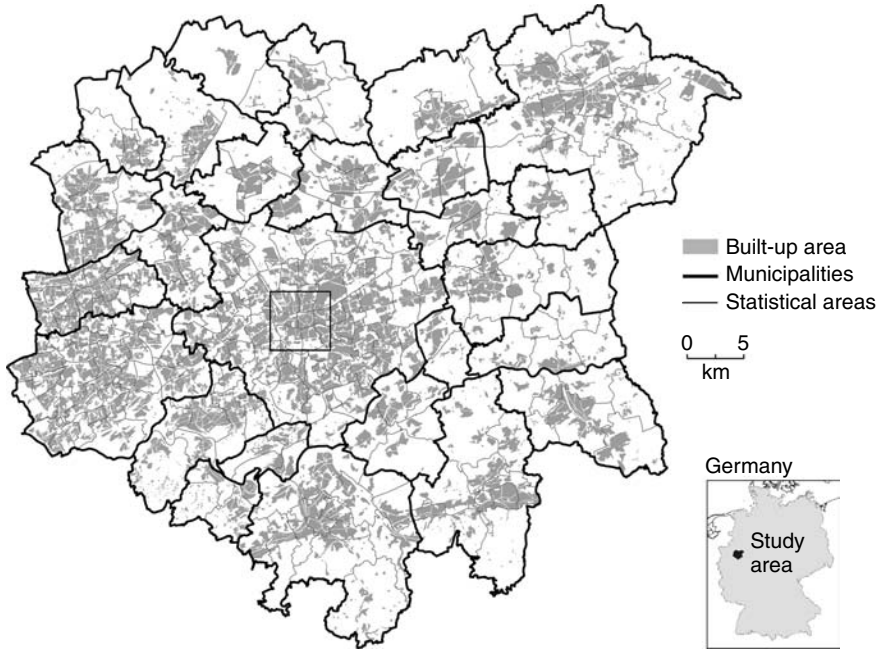 Built-up area
Municipalities
Statistical areas
0 5
km
Germany
Study
area